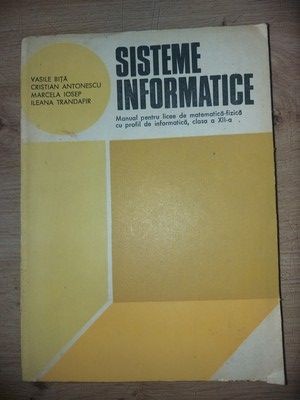 VASILE BÎȚĂ
CRISTIAN ANTONESCU
MARCELA IOSEP
ILEANA TRANDAFIR
SISTEME
INFORMATICE
Manual pentru licee de matematică-fizică
cu profil de informatică, clasa a XII-a